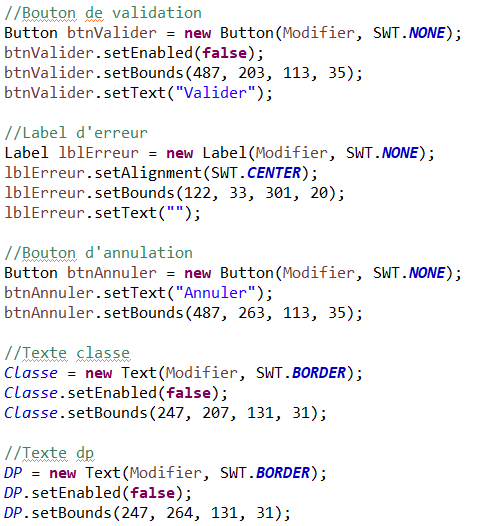 //Bouton de validation
Button btnValider = new Button(Modifier, SWT.NONE);
btnValider.setEnabled(false);
btnValider.setBounds(487, 203, 113, 35);
btnValider.setText("Valider");

//Label d'erreur
Label lblErreur = new Label(Modifier, SWT.NONE);
lblErreur.setAlignment(SWT.CENTER);
lblErreur.setBounds(122, 33, 301, 20);
lblErreur.setText("");

//Bouton d'annulation
Button btnAnnuler = new Button(Modifier, SWT.NONE);
btnAnnuler.setText("Annuler");
btnAnnuler.setBounds(487, 263, 113, 35);

//Texte classe
Classe = new Text(Modifier, SWT.BORDER);
Classe.setEnabled(false);
Classe.setBounds(247, 207, 131, 31);

//Texte dp
DP = new Text(Modifier, SWT.BORDER);
DP.setEnabled(false);
DP.setBounds(247, 264, 131, 31);